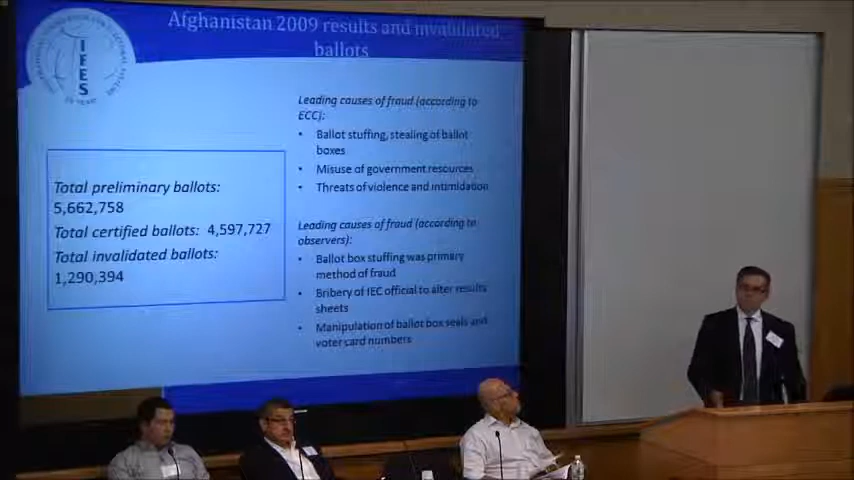 Afghanistan 2009 results and invalidated
ballots
IFES
Total preliminary ballots:
5,662,758
Total certified ballots: 4,597,727
Total invalidated ballots:
1,290,394
Leading causes of fraud (according to
ECC):
• Ballot stuffing, stealing of ballot
boxes
• Misuse of government resources
• Threats of violence and intimidation
Leading causes of fraud (according to
observers):
• Ballot box stuffing was primary
method of fraud
• Bribery of IEC official to alter results
sheets
• Manipulation of ballot box seals and
voter card numbers